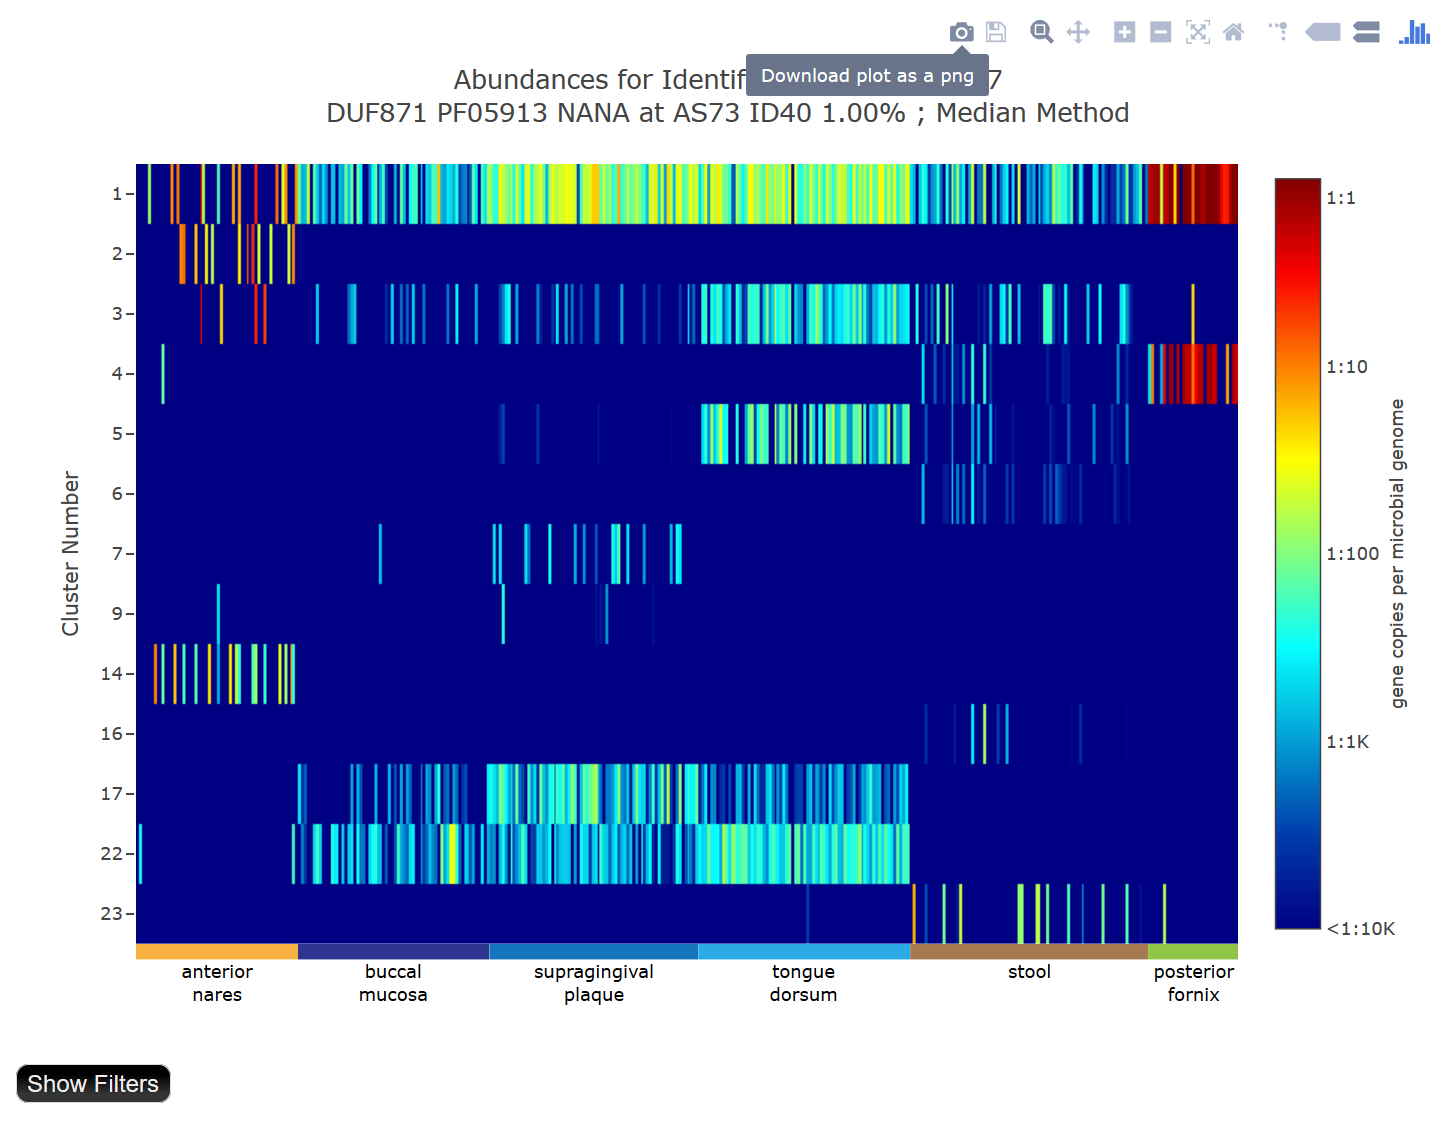 Download plot as a png
Abundances for Identif 7
DUF871 PF05913 NANA at AS73 ID40 1.00% ; Median Method
Cluster Number
1
2
3
4
5
6
7
9
14
16
17
22
23
anterior nares
buccal mucosa
supragingival plaque
tongue dorsum
stool
posterior fornix
1:1
1:10
1:100
1:1K
<1:10K
gene copies per microbial genome
Show Filters